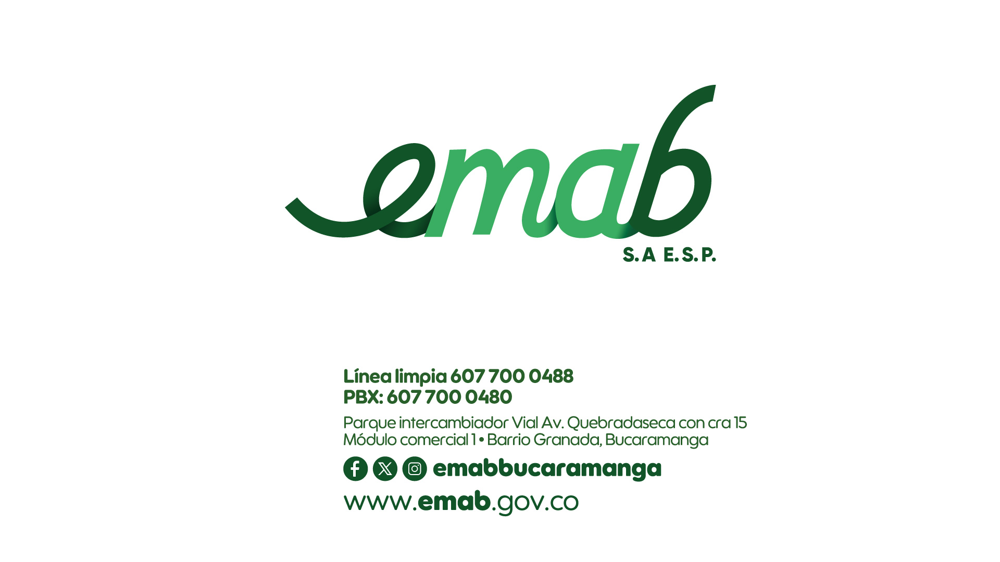 emab
S.A E.S.P.
Línea limpia 607 700 0488
PBX: 607 700 0480
Parque intercambiador Vial Av. Quebradaseca con cra 15
Módulo comercial 1 • Barrio Granada, Bucaramanga
emabbucaramanga
www.emab.gov.co